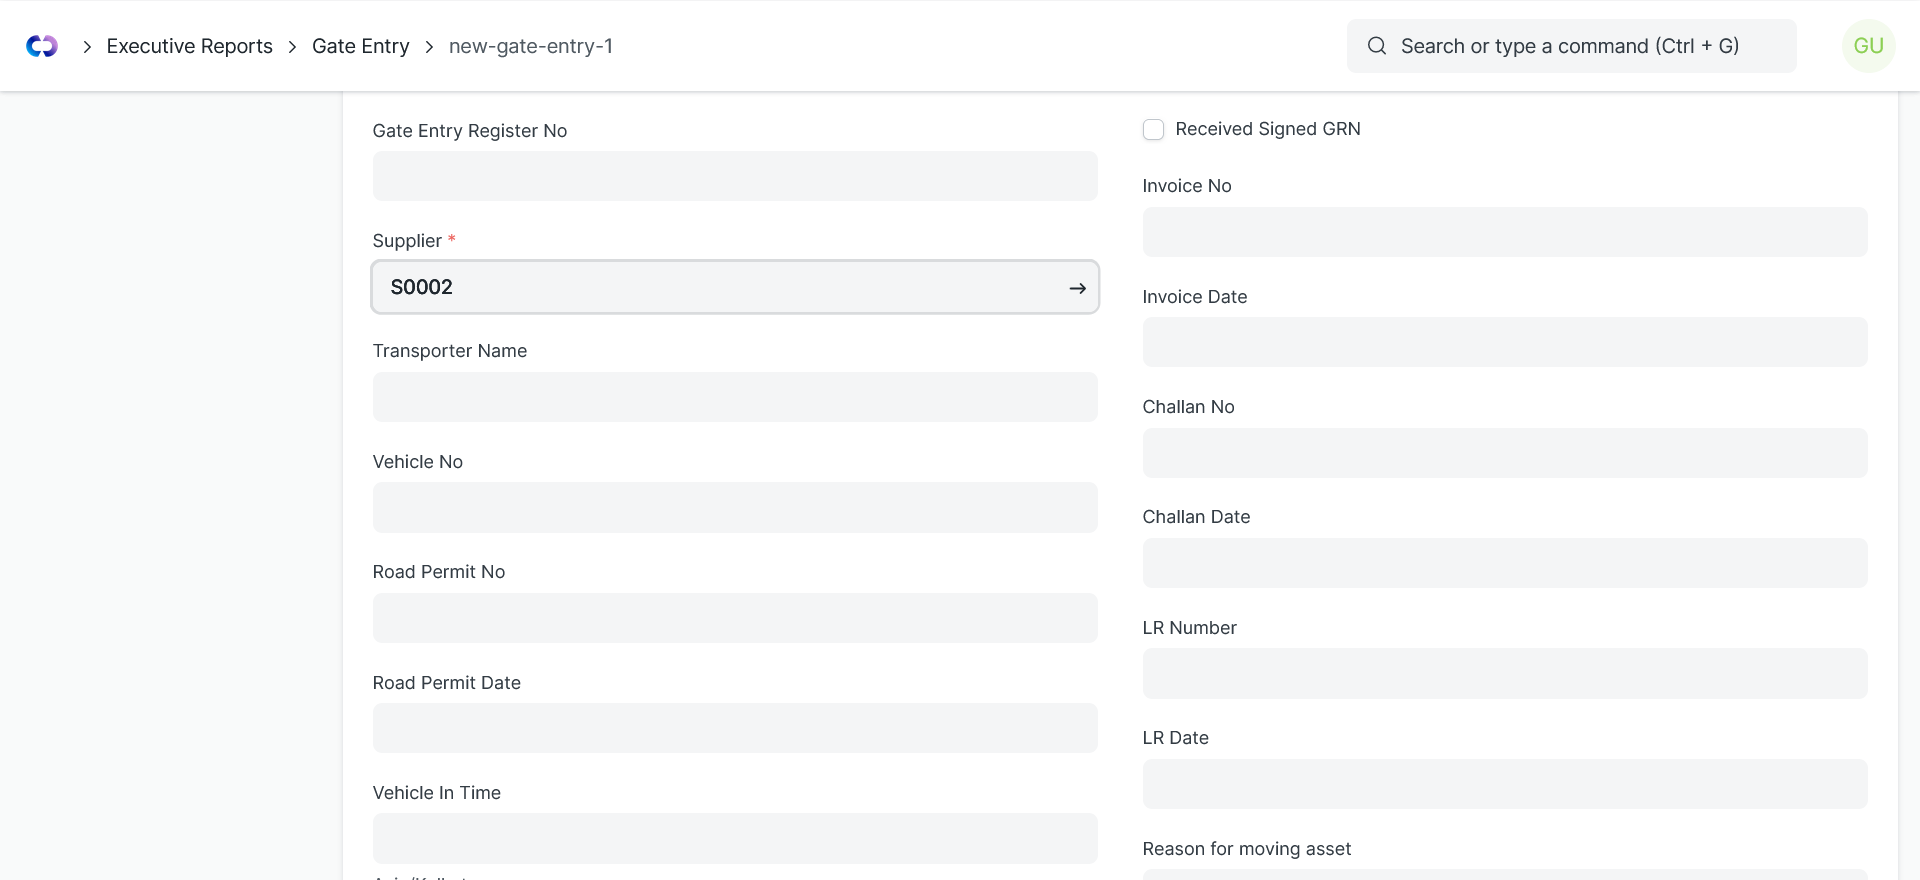 Executive Reports
Gate Entry
new-gate-entry-1
Search or type a command (Ctrl + G)
GU
Gate Entry Register No
Supplier *
S0002
Transporter Name
Vehicle No
Road Permit No
Road Permit Date
Vehicle In Time
Received Signed GRN
Invoice No
Invoice Date
Challan No
Challan Date
LR Number
LR Date
Reason for moving asset